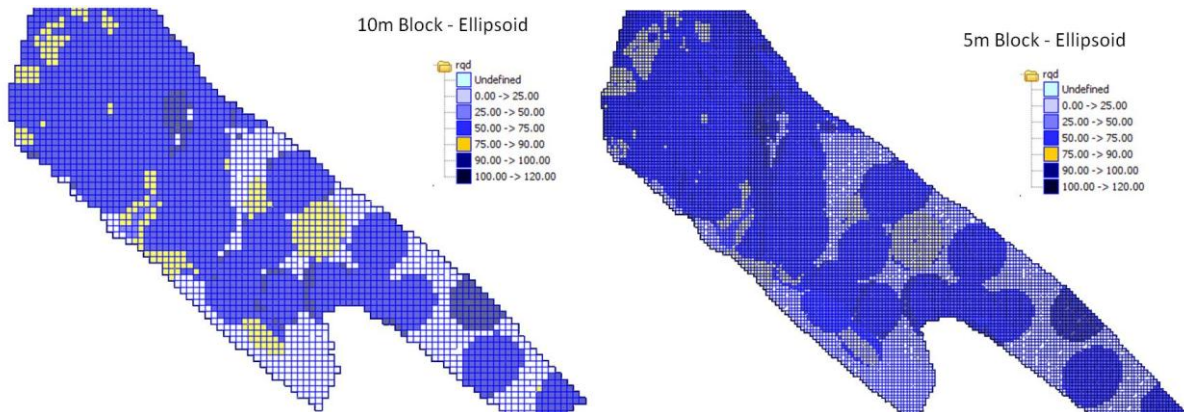 10m Block - Ellipsoid
rqd
Undefined
0.00 -> 25.00
25.00 -> 50.00
50.00 -> 75.00
75.00 -> 90.00
90.00 -> 100.00
100.00 -> 120.00
5m Block - Ellipsoid
rqd
Undefined
0.00 -> 25.00
25.00 -> 50.00
50.00 -> 75.00
75.00 -> 90.00
90.00 -> 100.00
100.00 -> 120.00